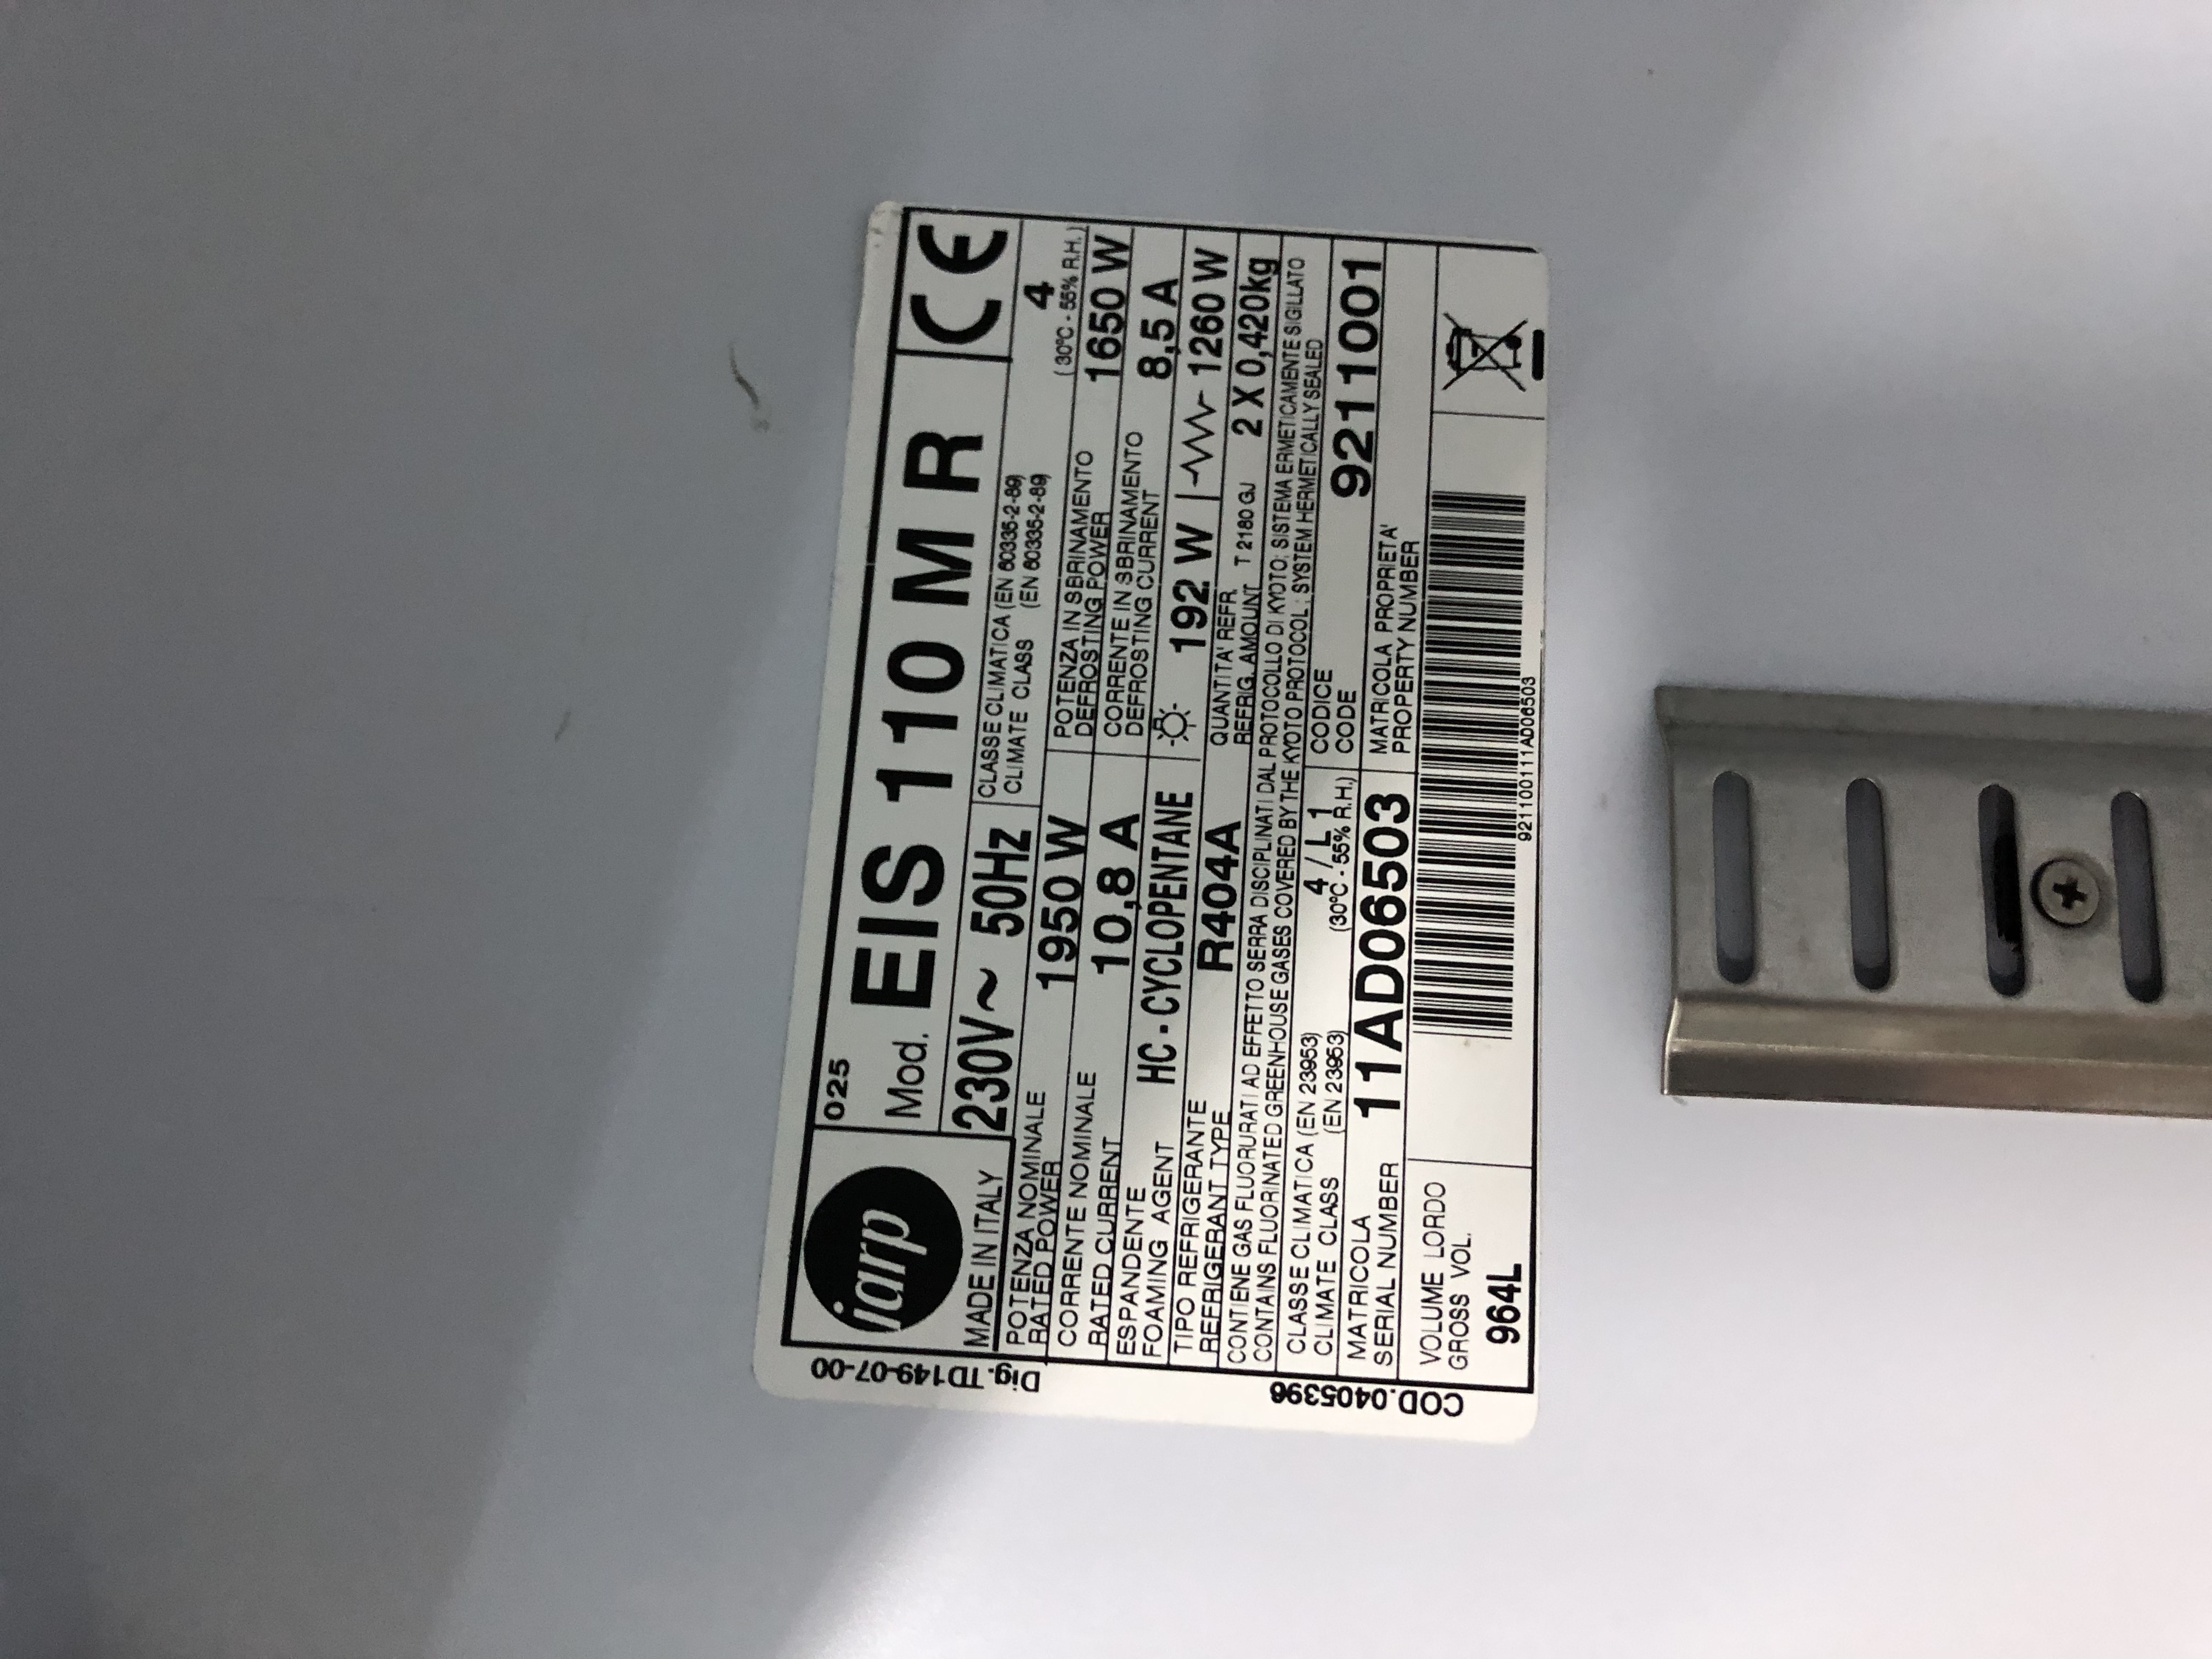 iarp
025
Mod. EIS 110 M R
CE
MADE IN ITALY
230V~ 50Hz
CLASSE CLIMATICA (EN 60335-2-89)
CLIMATE CLASS (EN 60335-2-89)
4
(30°C - 55% R.H.)
POTENZA NOMINALE
RATED POWER
1950 W
POTENZA IN SBRINAMENTO
DEFROSTING POWER
1650 W
CORRENTE NOMINALE
RATED CURRENT
10,8 A
CORRENTE IN SBRINAMENTO
DEFROSTING CURRENT
8,5 A
ESPANDENTE
FOAMING AGENT
HC - CYCLOPENTANE
192 W
1260 W
TIPO REFRIGERANTE
REFRIGERANT TYPE
R404A
QUANTITA' REFR.
REFRIG. AMOUNT
T 2180 GJ
2 X 0,420kg
CONTIENE GAS FLUORURATI AD EFFETTO SERRA DISCIPLINATI DAL PROTOCOLLO DI KYOTO; SISTEMA ERMETICAMENTE SIGILLATO
CONTAINS FLUORINATED GREENHOUSE GASES COVERED BY THE KYOTO PROTOCOL ; SYSTEM HERMETICALLY SEALED
CLASSE CLIMATICA (EN 23953)
CLIMATE CLASS (EN 23953)
4 / L1
(30°C - 55% R.H.)
CODICE
CODE
9211001
MATRICOLA
SERIAL NUMBER
11AD06503
MATRICOLA PROPRIETA'
PROPERTY NUMBER
VOLUME LORDO
GROSS VOL.
964L
921100111AD06503
Dig.TD149-07-00
COD.0405396